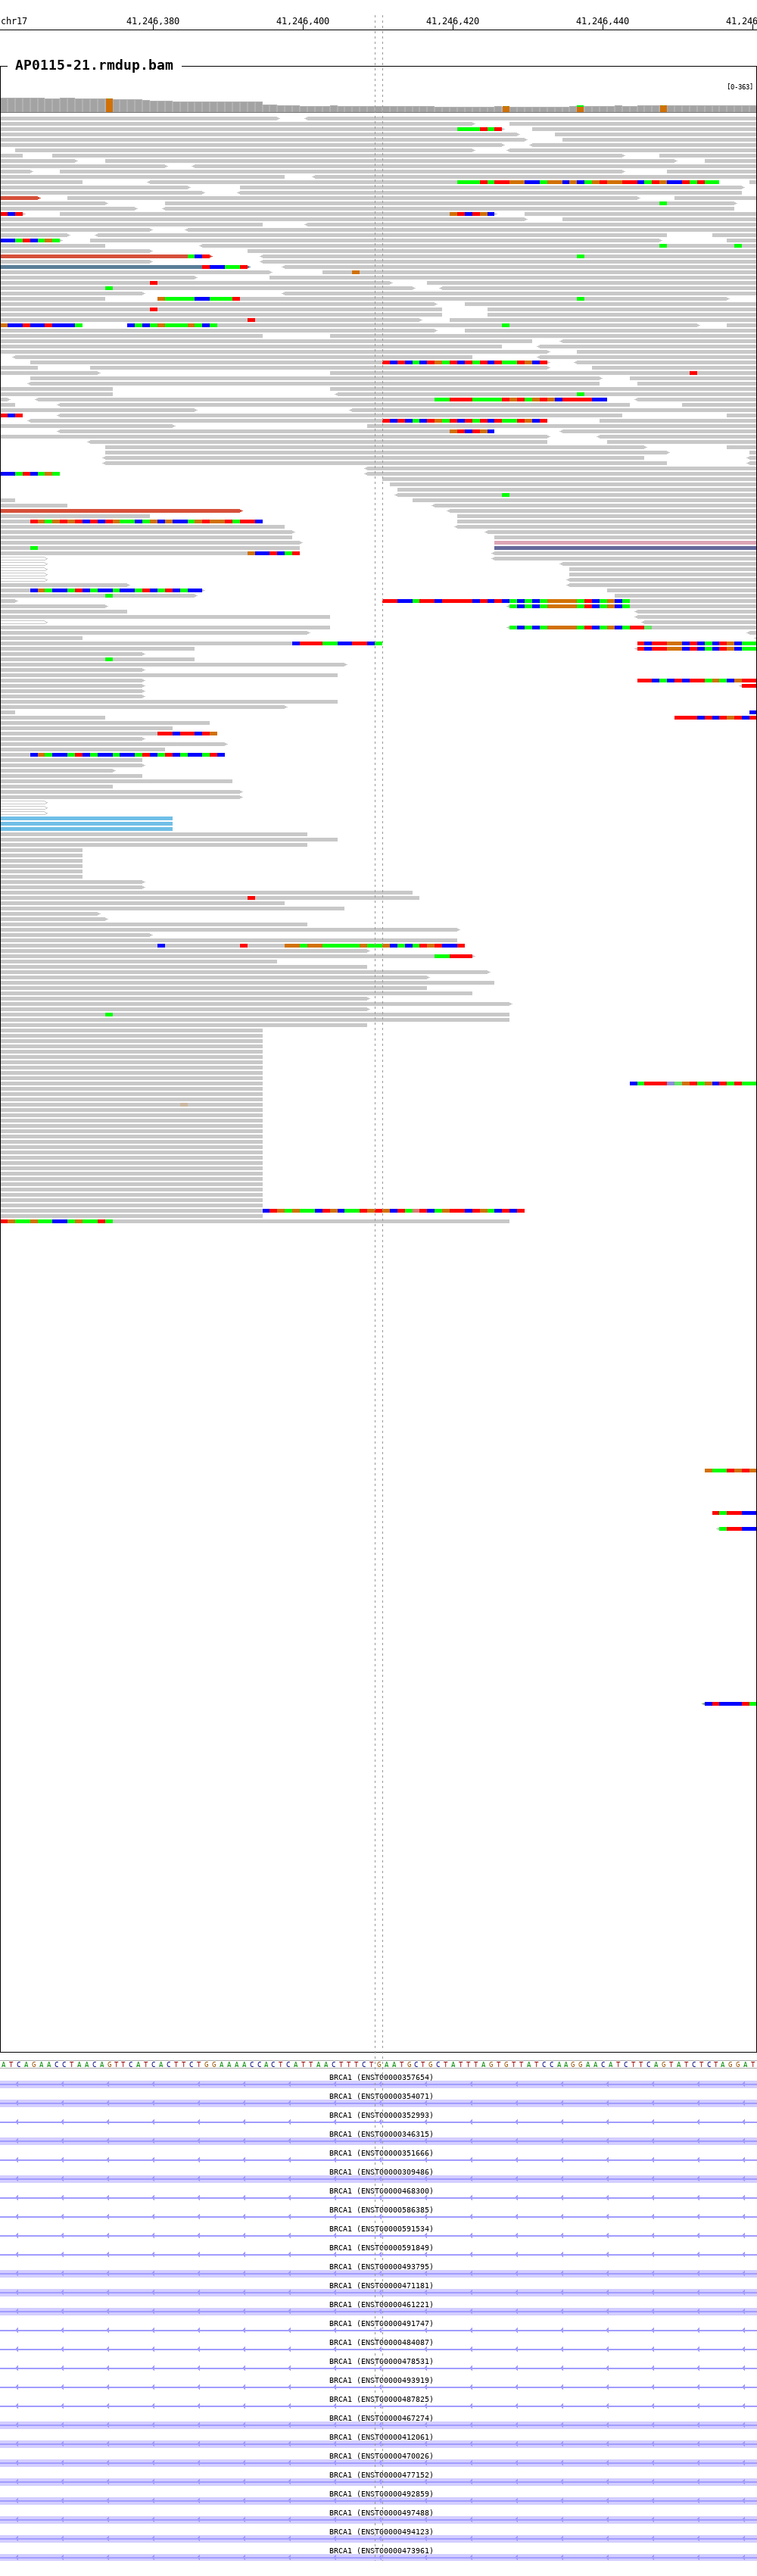 chr17 41,246,380 41,246,400 41,246,420 41,246,440 41,246
AP0115-21.rmdup.bam
[0-363]
ATCAGAACCTAACAGTTCATCACTTCTGGAAAACCACTCATTAACTTTCTGAATGCTGCTATTTAGTGTTATCCAAGGAACATCTTCAGTATCTCTAGGAT
BRCA1 (ENST00000357654)
BRCA1 (ENST00000354071)
BRCA1 (ENST00000352993)
BRCA1 (ENST00000346315)
BRCA1 (ENST00000351666)
BRCA1 (ENST00000309486)
BRCA1 (ENST00000468300)
BRCA1 (ENST00000586385)
BRCA1 (ENST00000591534)
BRCA1 (ENST00000591849)
BRCA1 (ENST00000493795)
BRCA1 (ENST00000471181)
BRCA1 (ENST00000461221)
BRCA1 (ENST00000491747)
BRCA1 (ENST00000484087)
BRCA1 (ENST00000478531)
BRCA1 (ENST00000493919)
BRCA1 (ENST00000487825)
BRCA1 (ENST00000467274)
BRCA1 (ENST00000412061)
BRCA1 (ENST00000470026)
BRCA1 (ENST00000477152)
BRCA1 (ENST00000492859)
BRCA1 (ENST00000497488)
BRCA1 (ENST00000494123)
BRCA1 (ENST00000473961)